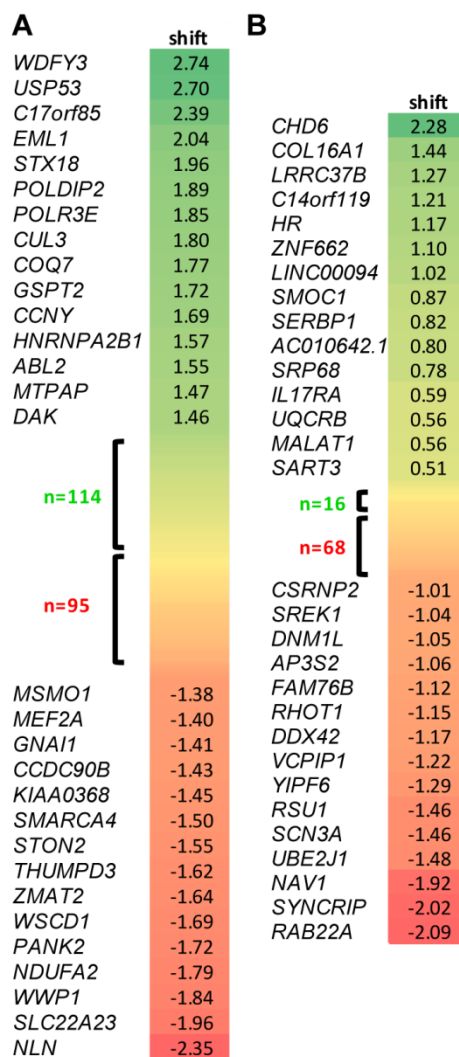 A
shift
WDFY3 2.74
USP53 2.70
C17orf85 2.39
EML1 2.04
STX18 1.96
POLDIP2 1.89
POLR3E 1.85
CUL3 1.80
COQ7 1.77
GSPT2 1.72
CCNY 1.69
HNRNPA2B1 1.57
ABL2 1.55
MTPAP 1.47
DAK 1.46
n=114
n=95
MSMO1 -1.38
MEF2A -1.40
GNAI1 -1.41
CCDC90B -1.43
KIAA0368 -1.45
SMARCA4 -1.50
STON2 -1.55
THUMPD3 -1.62
ZMAT2 -1.64
WSCD1 -1.69
PANK2 -1.72
NDUFA2 -1.79
WWP1 -1.84
SLC22A23 -1.96
NLN -2.35
B
shift
CHD6 2.28
COL16A1 1.44
LRRC37B 1.27
C14orf119 1.21
HR 1.17
ZNF662 1.10
LINC00094 1.02
SMOC1 0.87
SERBP1 0.82
AC010642.1 0.80
SRP68 0.78
IL17RA 0.59
UQCRB 0.56
MALAT1 0.56
SART3 0.51
n=16
n=68
CSRNP2 -1.01
SREK1 -1.04
DNM1L -1.05
AP3S2 -1.06
FAM76B -1.12
RHOT1 -1.15
DDX42 -1.17
VCPIP1 -1.22
YIPF6 -1.29
RSU1 -1.46
SCN3A -1.46
UBE2J1 -1.48
NAV1 -1.92
SYNCRIP -2.02
RAB22A -2.09